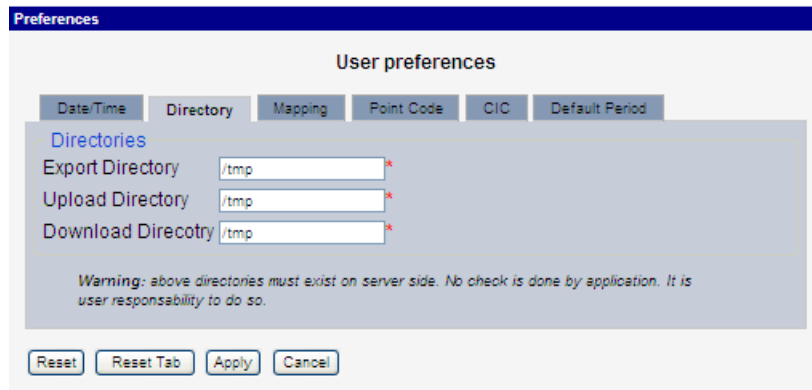 Preferences
User preferences
Date/Time Directory Mapping Point Code CIC Default Period
Directories
Export Directory /tmp *
Upload Directory /tmp *
Download Direcotry /tmp *
Warning: above directories must exist on server side. No check is done by application. It is
user responsability to do so.
Reset Reset Tab Apply Cancel